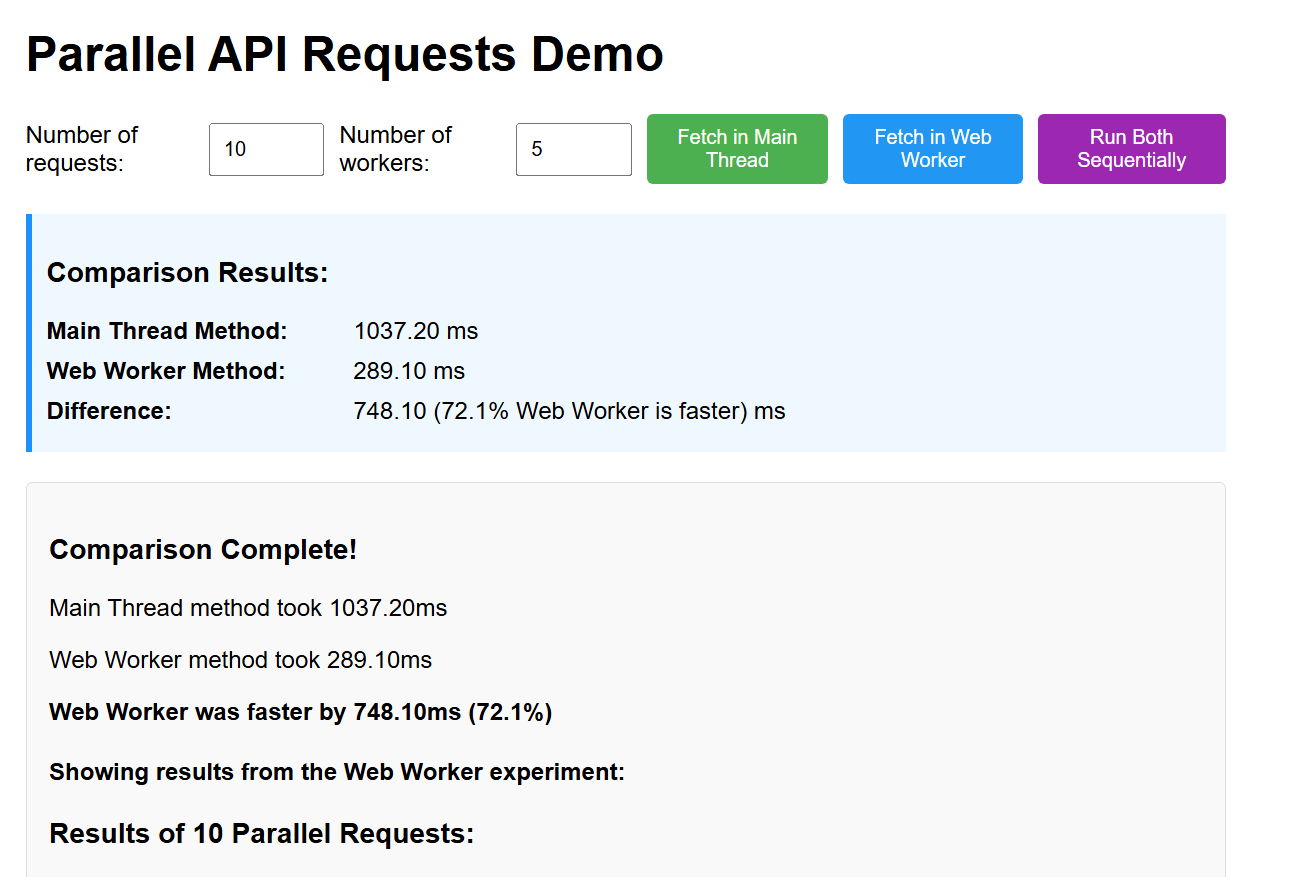 Parallel API Requests Demo
Number of
requests:
10
Number of
workers:
5
Fetch in Main
Thread
Fetch in Web
Worker
Run Both
Sequentially
Comparison Results:
Main Thread Method: 1037.20 ms
Web Worker Method: 289.10 ms
Difference: 748.10 (72.1% Web Worker is faster) ms
Comparison Complete!
Main Thread method took 1037.20ms
Web Worker method took 289.10ms
Web Worker was faster by 748.10ms (72.1%)
Showing results from the Web Worker experiment:
Results of 10 Parallel Requests: